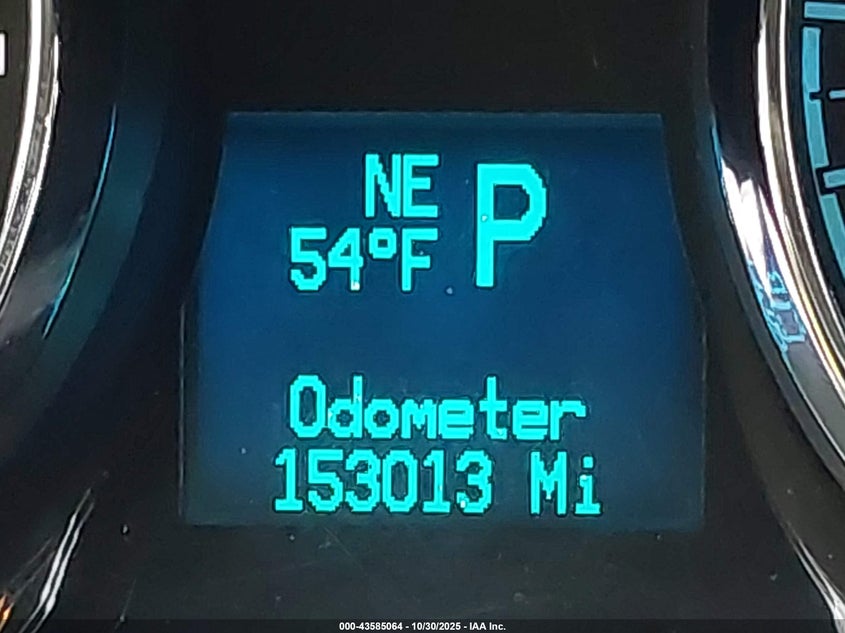 NE P
54°F
Odometer
153013 Mi
000-43585064 - 10/30/2025 - IAA Inc.